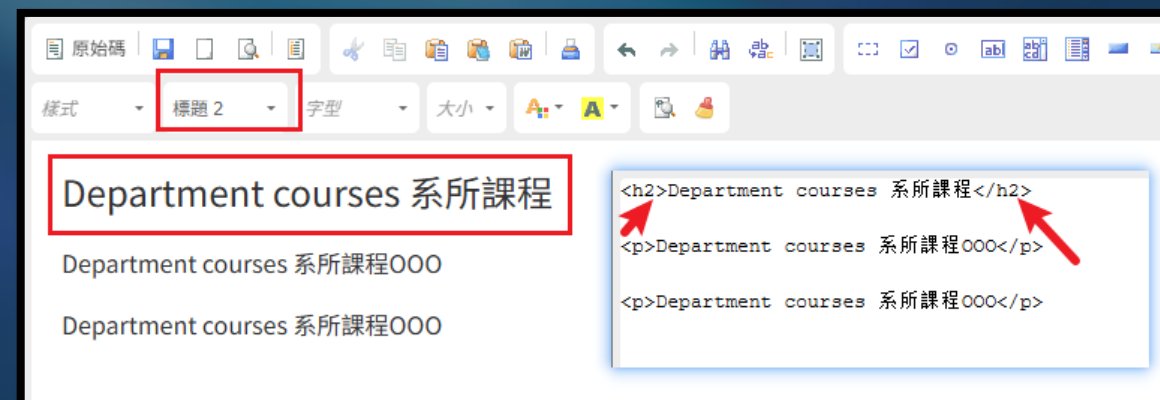 原始碼
樣式 標題 2 字型 大小 A A
Department courses 系所課程
Department courses 系所課程OOO
Department courses 系所課程OOO
<h2>Department courses 系所課程</h2>
<p>Department courses 系所課程OOO</p>
<p>Department courses 系所課程OOO</p>